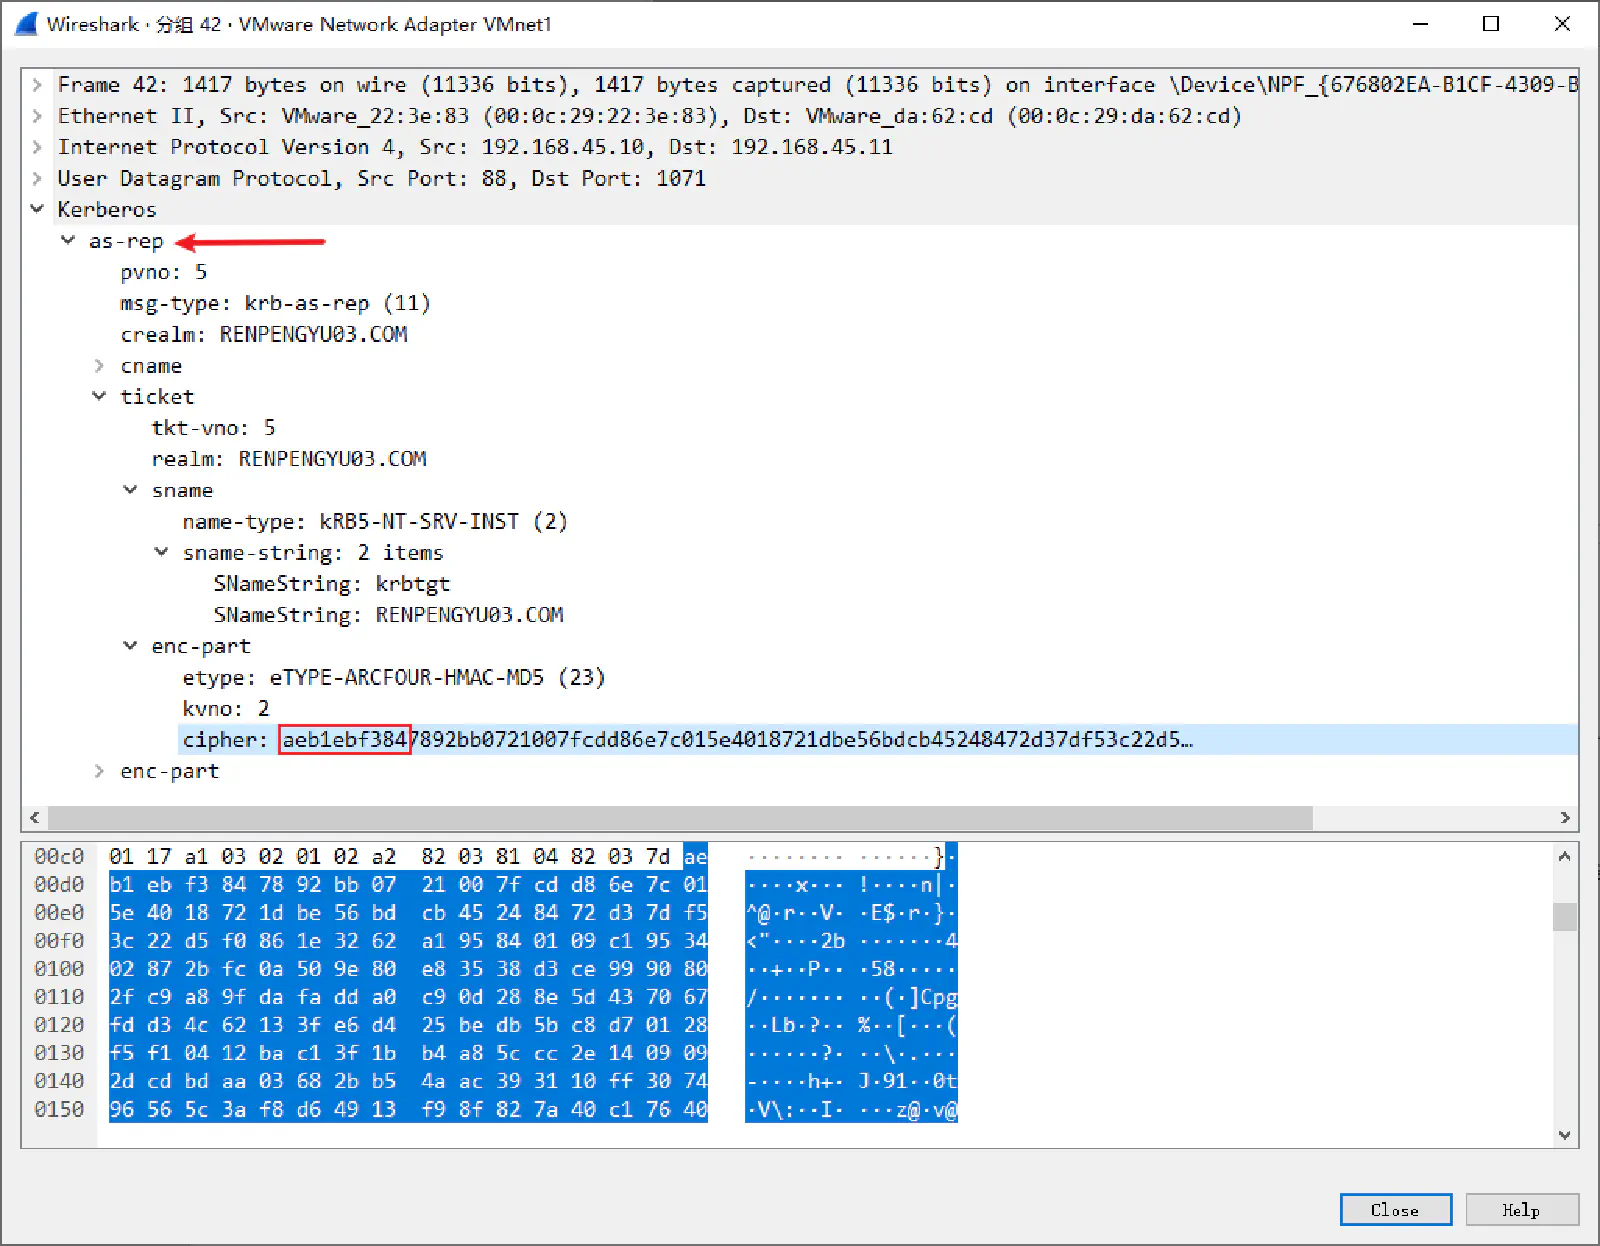 Wireshark · 分组 42 · VMware Network Adapter VMnet1
Frame 42: 1417 bytes on wire (11336 bits), 1417 bytes captured (11336 bits) on interface \Device\NPF_{676802EA-B1CF-4309-B
Ethernet II, Src: VMware_22:3e:83 (00:0c:29:22:3e:83), Dst: VMware_da:62:cd (00:0c:29:da:62:cd)
Internet Protocol Version 4, Src: 192.168.45.10, Dst: 192.168.45.11
User Datagram Protocol, Src Port: 88, Dst Port: 1071
Kerberos
as-rep
pvno: 5
msg-type: krb-as-rep (11)
crealm: RENPENGYU03.COM
cname
ticket
tkt-vno: 5
realm: RENPENGYU03.COM
sname
name-type: kRB5-NT-SRV-INST (2)
sname-string: 2 items
SNameString: krbtgt
SNameString: RENPENGYU03.COM
enc-part
etype: eTYPE-ARCFOUR-HMAC-MD5 (23)
kvno: 2
cipher: aeb1ebf3847892bb0721007fcdd86e7c015e4018721dbe56bdcb45248472d37df53c22d5…
enc-part
00c0 01 17 a1 03 02 01 02 a2 82 03 81 04 82 03 7d ae ········ ······}·
00d0 b1 eb f3 84 78 92 bb 07 21 00 7f cd d8 6e 7c 01 ····x··· !····n|·
00e0 5e 40 18 72 1d be 56 bd cb 45 24 84 72 d3 7d f5 ^@·r··V· ·E$·r·}·
00f0 3c 22 d5 f0 86 1e 32 62 a1 95 84 01 09 c1 95 34 <"····2b ·······4
0100 02 87 2b fc 0a 50 9e 80 e8 35 38 d3 ce 99 90 80 ··+··P·· ·58·····
0110 2f c9 a8 9f da fa dd a0 c9 0d 28 8e 5d 43 70 67 /······· ··(·]Cpg
0120 fd d3 4c 62 13 3f e6 d4 25 be db 5b c8 d7 01 28 ··Lb·?·· %··[···(
0130 f5 f1 04 12 ba c1 3f 1b b4 a8 5c cc 2e 14 09 09 ······?· ··\·.···
0140 2d cd bd aa 03 68 2b b5 4a ac 39 31 10 ff 30 74 -····h+· J·91··0t
0150 96 56 5c 3a f8 d6 49 13 f9 8f 82 7a 40 c1 76 40 ·V\:··I· ···z@·v@
Close Help